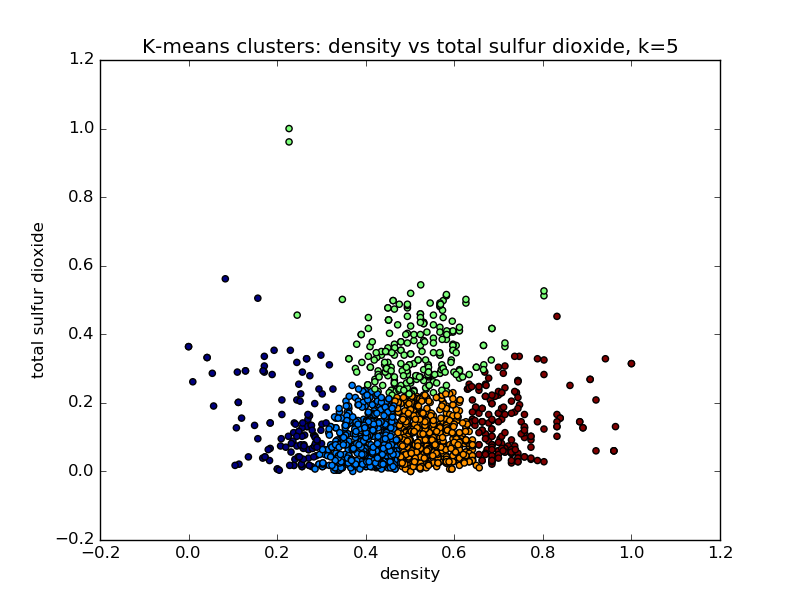 K-means clusters: density vs total sulfur dioxide, k=5
1.2
1.0
0.8
0.6
0.4
0.2
0.0
−0.2
total sulfur dioxide
−0.2 0.0 0.2 0.4 0.6 0.8 1.0 1.2
density